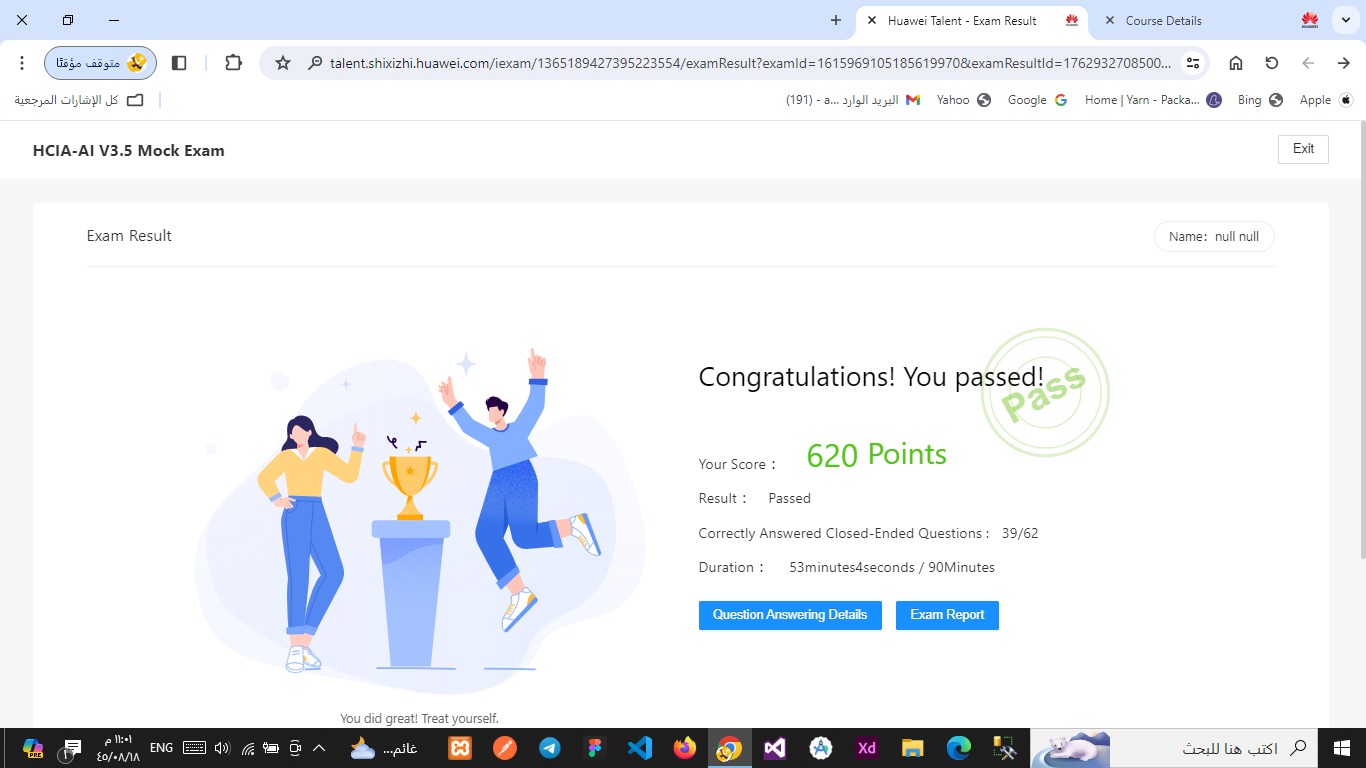 Huawei Talent - Exam Result
Course Details
متوقف مؤقتًا
talent.shixizhi.huawei.com/iexam/1365189427395223554/examResult?examId=1615969105185619970&examResultId=1762932708500...
كل الإشارات المرجعية
(191) - a... البريد الوارد
Yahoo
Google
Home | Yarn - Packa...
Bing
Apple
HCIA-AI V3.5 Mock Exam
Exit
Exam Result
Name: null null
Congratulations! You passed!
Pass
Your Score : 620 Points
Result : Passed
Correctly Answered Closed-Ended Questions : 39/62
Duration : 53minutes4seconds / 90Minutes
Question Answering Details
Exam Report
You did great! Treat yourself.
١١:٠١ م
٤٥/٠٨/١٨
ENG
غائم...
Xd
اكتب هنا للبحث
PRE
1